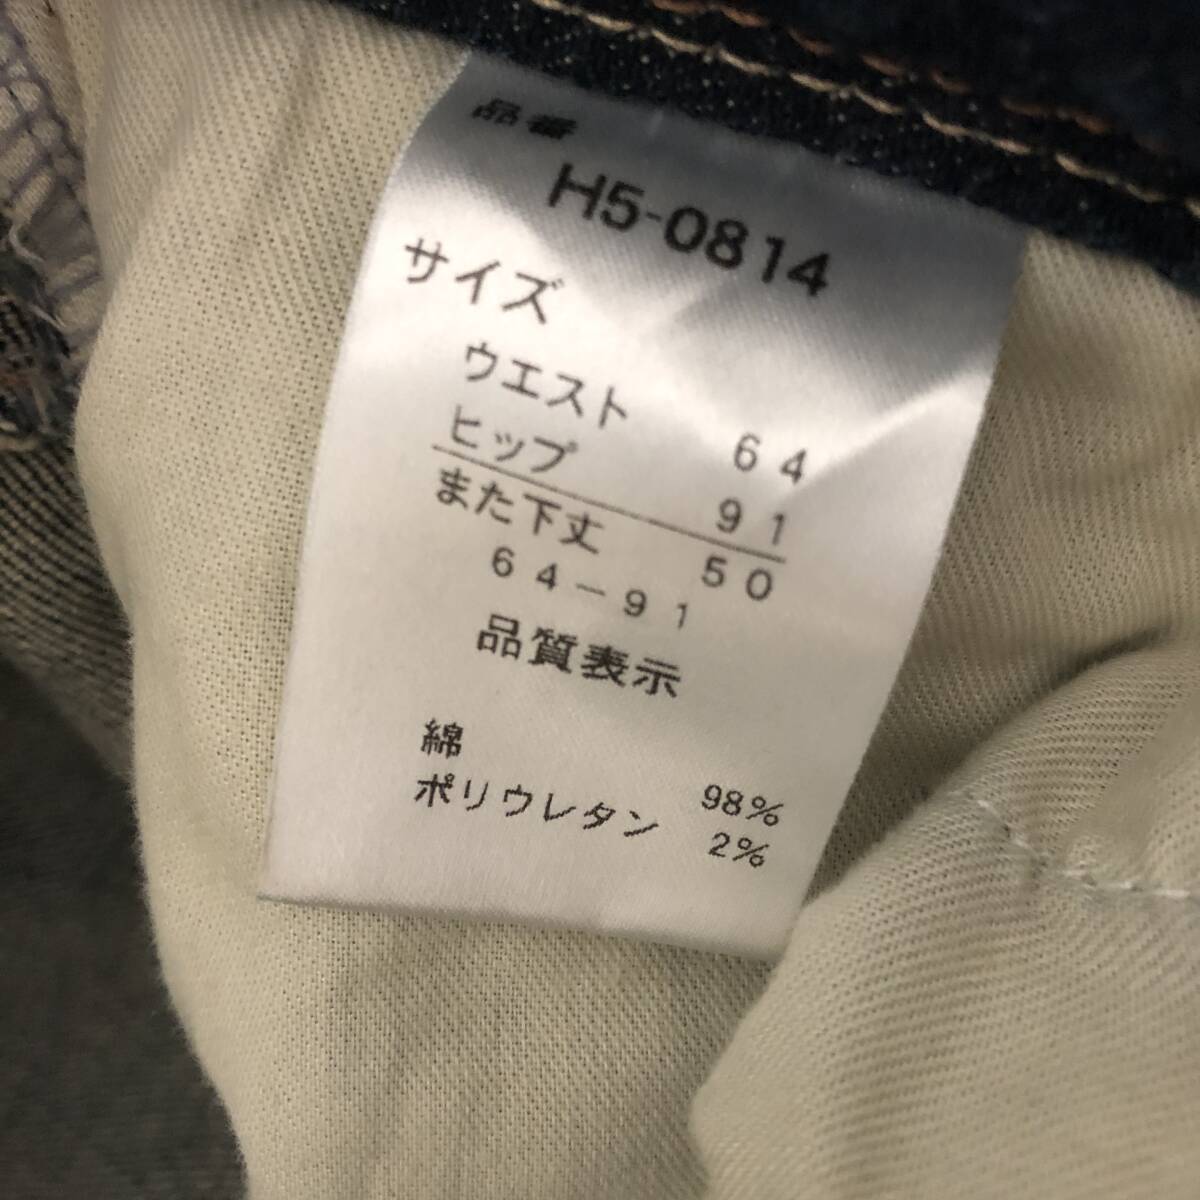 品番
H5-0814
サイズ
ウエスト 64
ヒップ 91
また下丈 50
64－91
品質表示
綿 98%
ポリウレタン 2%